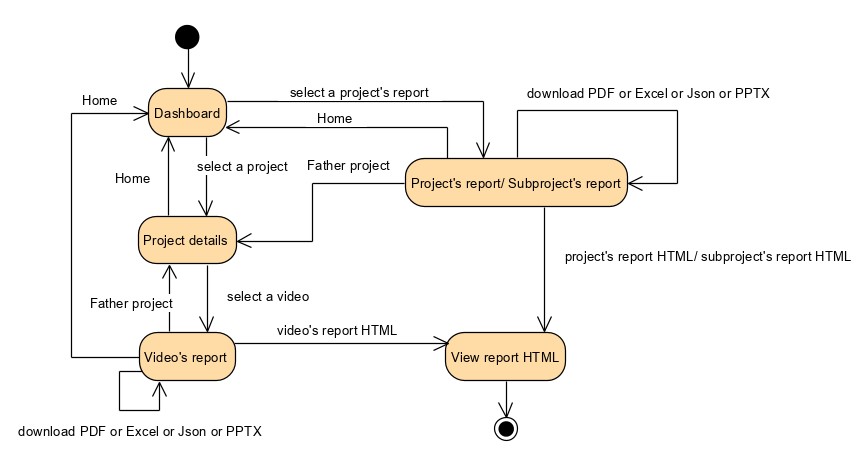 select a project's report
download PDF or Excel or Json or PPTX
Home
Dashboard
Home
select a project
Father project
Home
Project's report/ Subproject's report
Project details
project's report HTML/ subproject's report HTML
Father project
select a video
video's report HTML
Video's report
View report HTML
download PDF or Excel or Json or PPTX